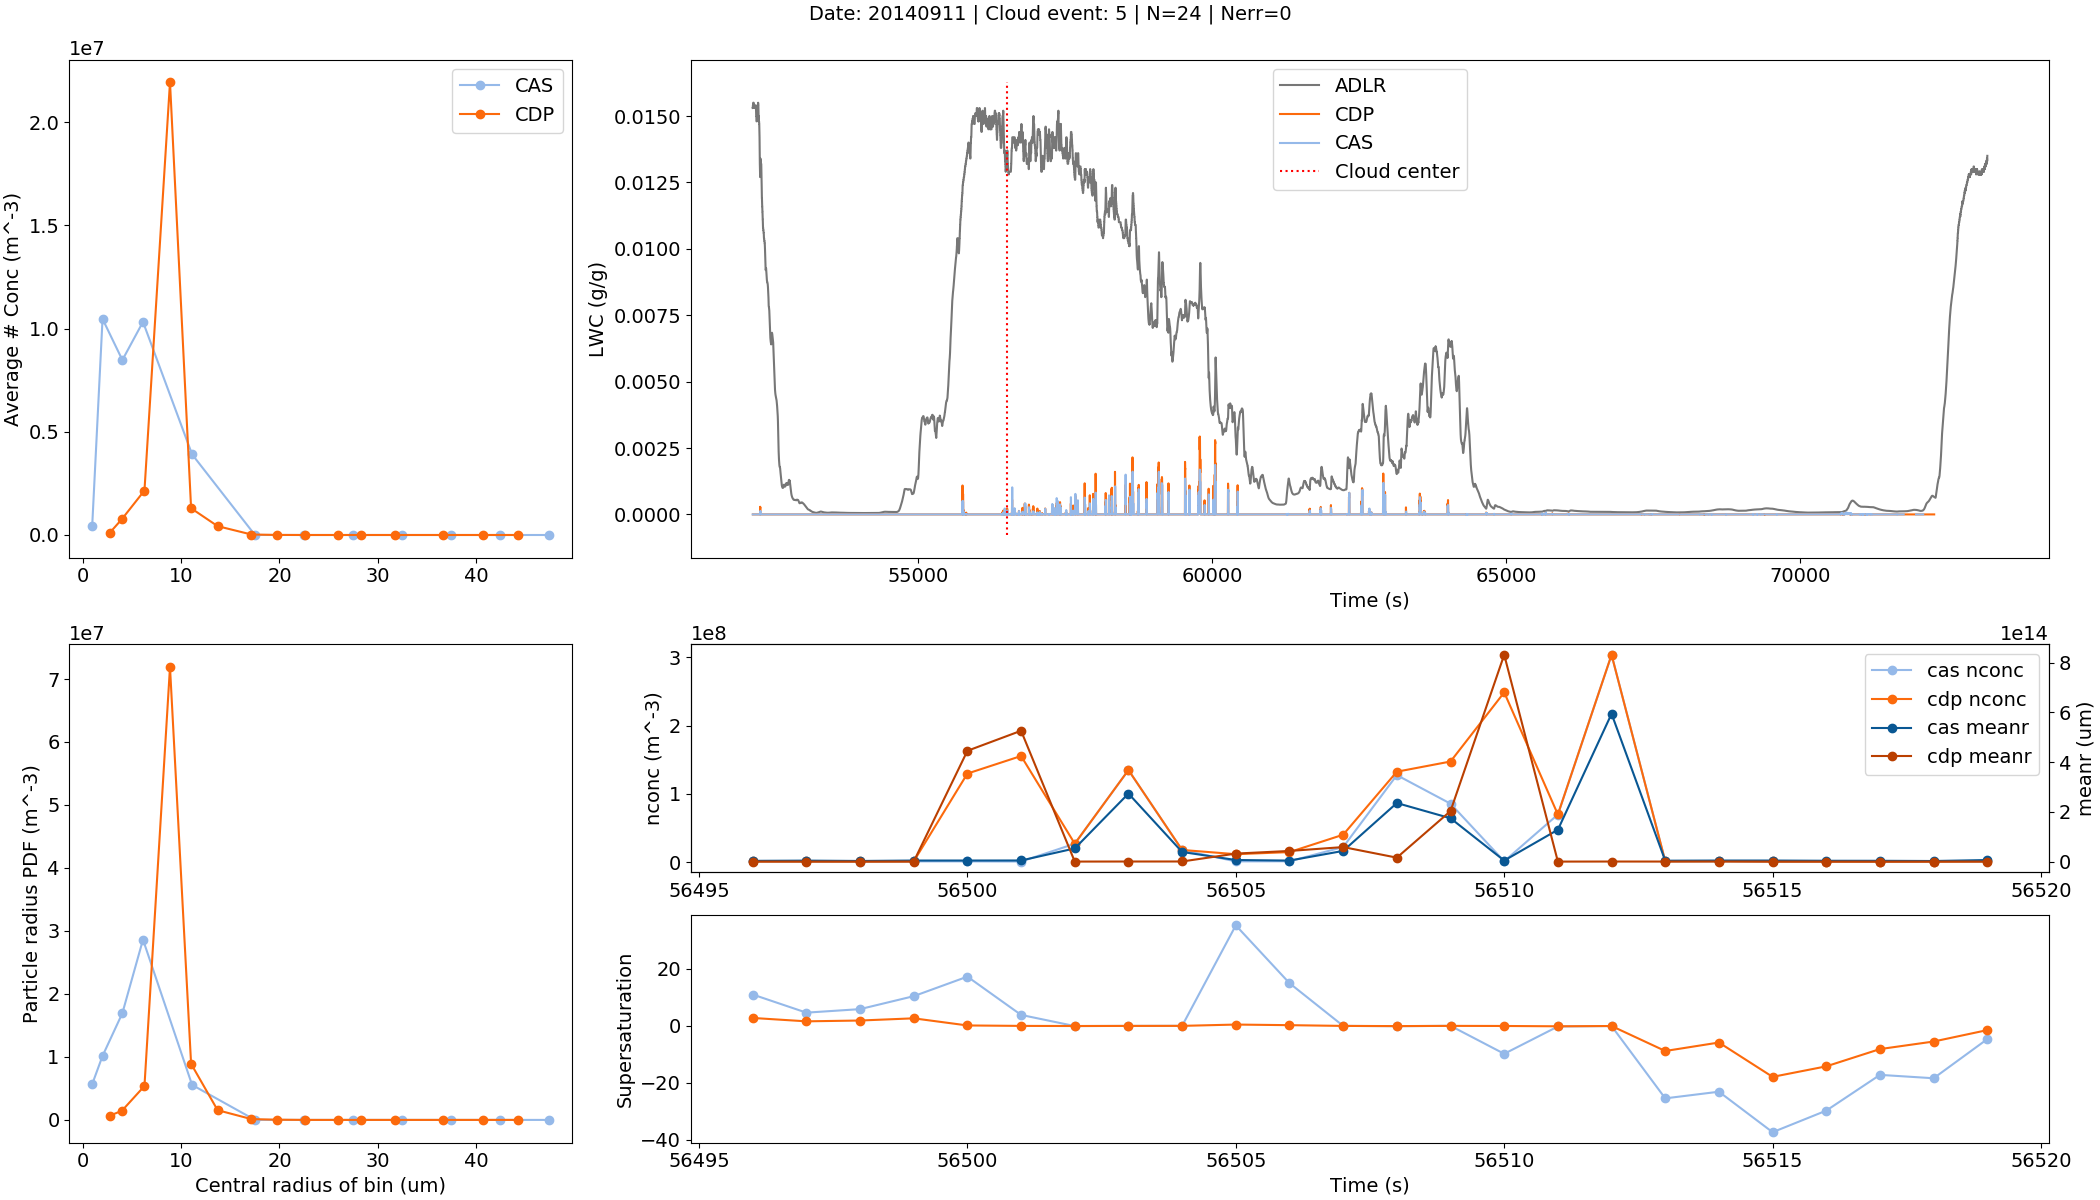 Date: 20140911 | Cloud event: 5 | N=24 | Nerr=0
1e7
Average # Conc (m^-3)
2.0
1.5
1.0
0.5
0.0
0 10 20 30 40
CAS
CDP
LWC (g/g)
0.0150
0.0125
0.0100
0.0075
0.0050
0.0025
0.0000
55000 60000 65000 70000
Time (s)
ADLR
CDP
CAS
Cloud center
1e7
Particle radius PDF (m^-3)
7
6
5
4
3
2
1
0
0 10 20 30 40
Central radius of bin (um)
1e8
1e14
nconc (m^-3)
3
2
1
0
8
6
4
2
0
meanr (um)
56495 56500 56505 56510 56515 56520
cas nconc
cdp nconc
cas meanr
cdp meanr
Supersaturation
20
0
−20
−40
56495 56500 56505 56510 56515 56520
Time (s)